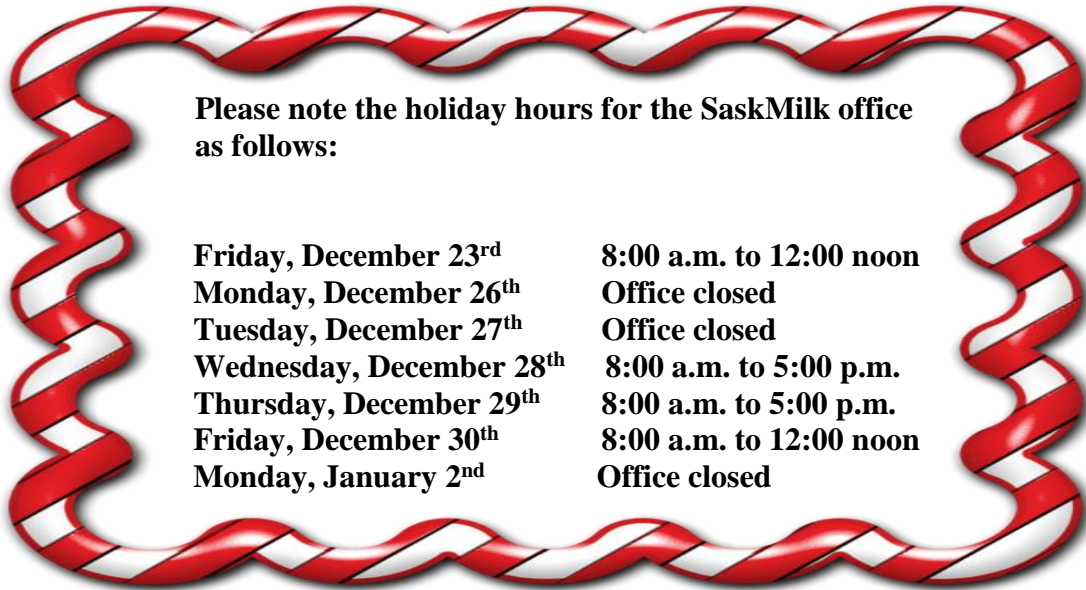 Please note the holiday hours for the SaskMilk office
as follows:
Friday, December 23rd 8:00 a.m. to 12:00 noon
Monday, December 26th Office closed
Tuesday, December 27th Office closed
Wednesday, December 28th 8:00 a.m. to 5:00 p.m.
Thursday, December 29th 8:00 a.m. to 5:00 p.m.
Friday, December 30th 8:00 a.m. to 12:00 noon
Monday, January 2nd Office closed